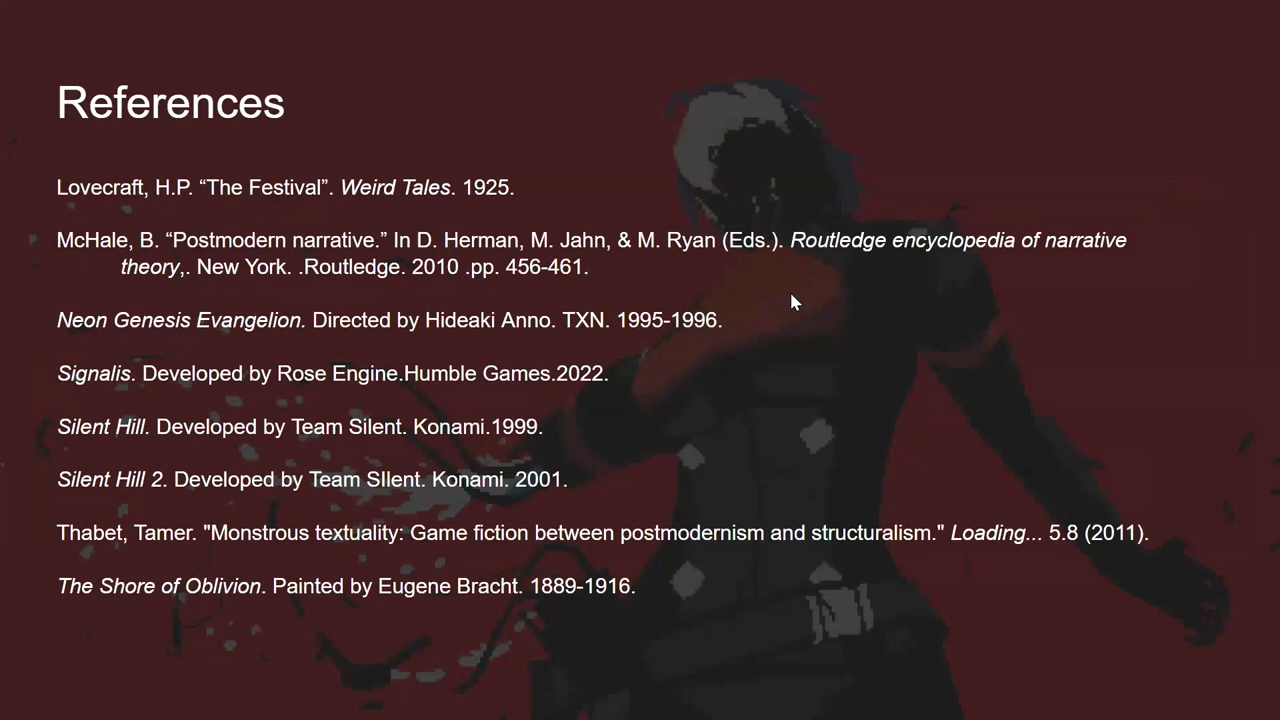 References
Lovecraft, H.P. “The Festival”. Weird Tales. 1925.
McHale, B. “Postmodern narrative.” In D. Herman, M. Jahn, & M. Ryan (Eds.). Routledge encyclopedia of narrative
theory,. New York. .Routledge. 2010 .pp. 456-461.
Neon Genesis Evangelion. Directed by Hideaki Anno. TXN. 1995-1996.
Signalis. Developed by Rose Engine.Humble Games.2022.
Silent Hill. Developed by Team Silent. Konami.1999.
Silent Hill 2. Developed by Team SIlent. Konami. 2001.
Thabet, Tamer. "Monstrous textuality: Game fiction between postmodernism and structuralism." Loading... 5.8 (2011).
The Shore of Oblivion. Painted by Eugene Bracht. 1889-1916.